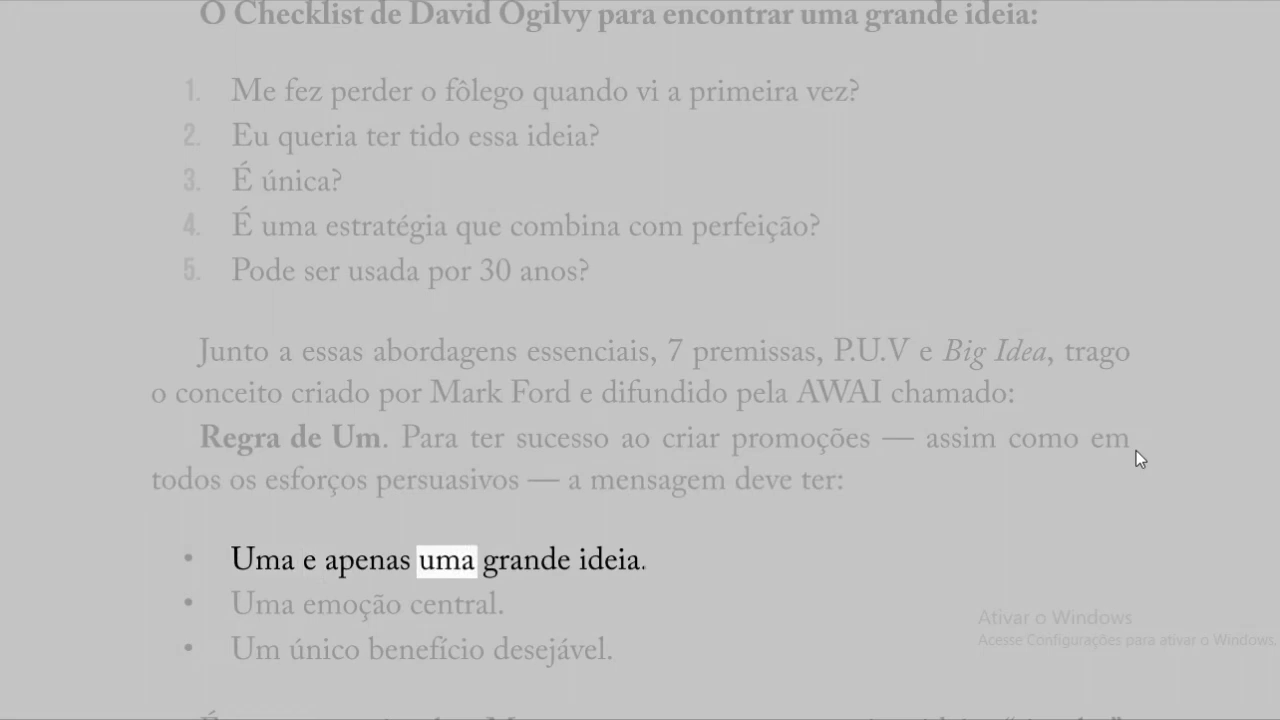 O Checklist de David Ogilvy para encontrar uma grande ideia:
1. Me fez perder o fôlego quando vi a primeira vez?
2. Eu queria ter tido essa ideia?
3. É única?
4. É uma estratégia que combina com perfeição?
5. Pode ser usada por 30 anos?
Junto a essas abordagens essenciais, 7 premissas, P.U.V e Big Idea, trago
o conceito criado por Mark Ford e difundido pela AWAI chamado:
Regra de Um. Para ter sucesso ao criar promoções — assim como em
todos os esforços persuasivos — a mensagem deve ter:
• Uma e apenas uma grande ideia.
• Uma emoção central.
• Um único benefício desejável.
Ativar o Windows
Acesse Configurações para ativar o Windows.